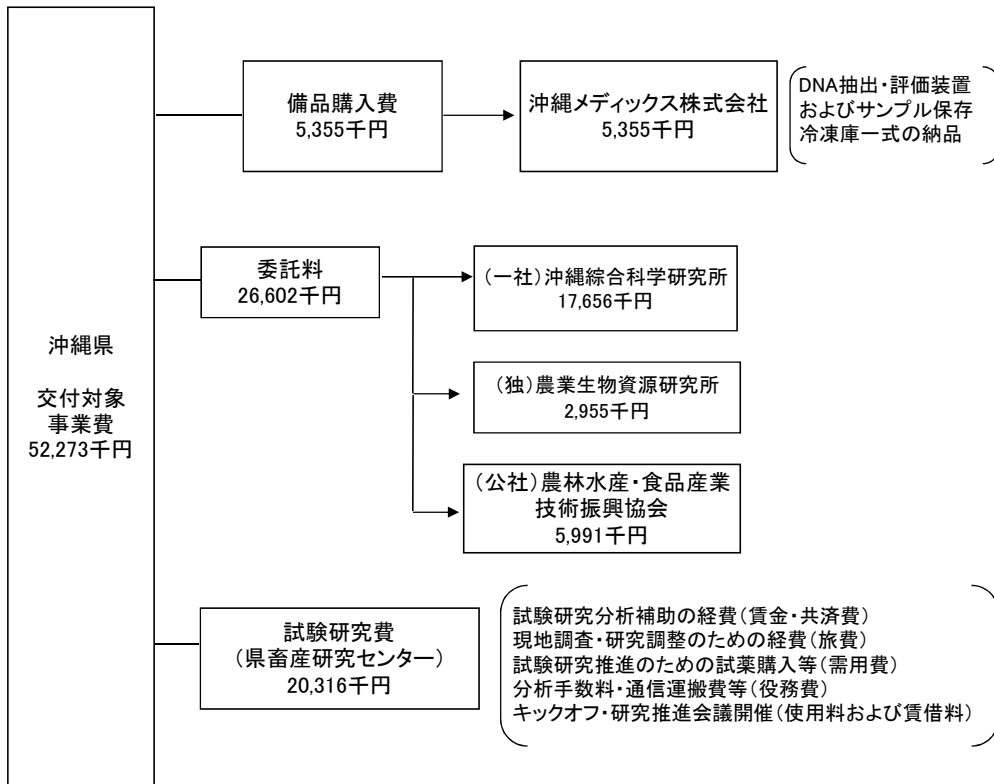 沖縄県
交付対象
事業費
52,273千円
備品購入費
5,355千円
沖縄メディックス株式会社
5,355千円
DNA抽出・評価装置
およびサンプル保存
冷凍庫一式の納品
委託料
26,602千円
（一社）沖縄綜合科学研究所
17,656千円
（独）農業生物資源研究所
2,955千円
（公社）農林水産・食品産業
技術振興協会
5,991千円
試験研究費
（県畜産研究センター）
20,316千円
試験研究分析補助の経費（賃金・共済費）
現地調査・研究調整のための経費（旅費）
試験研究推進のための試薬購入等（需用費）
分析手数料・通信運搬費等（役務費）
キックオフ・研究推進会議開催（使用料および賃借料）